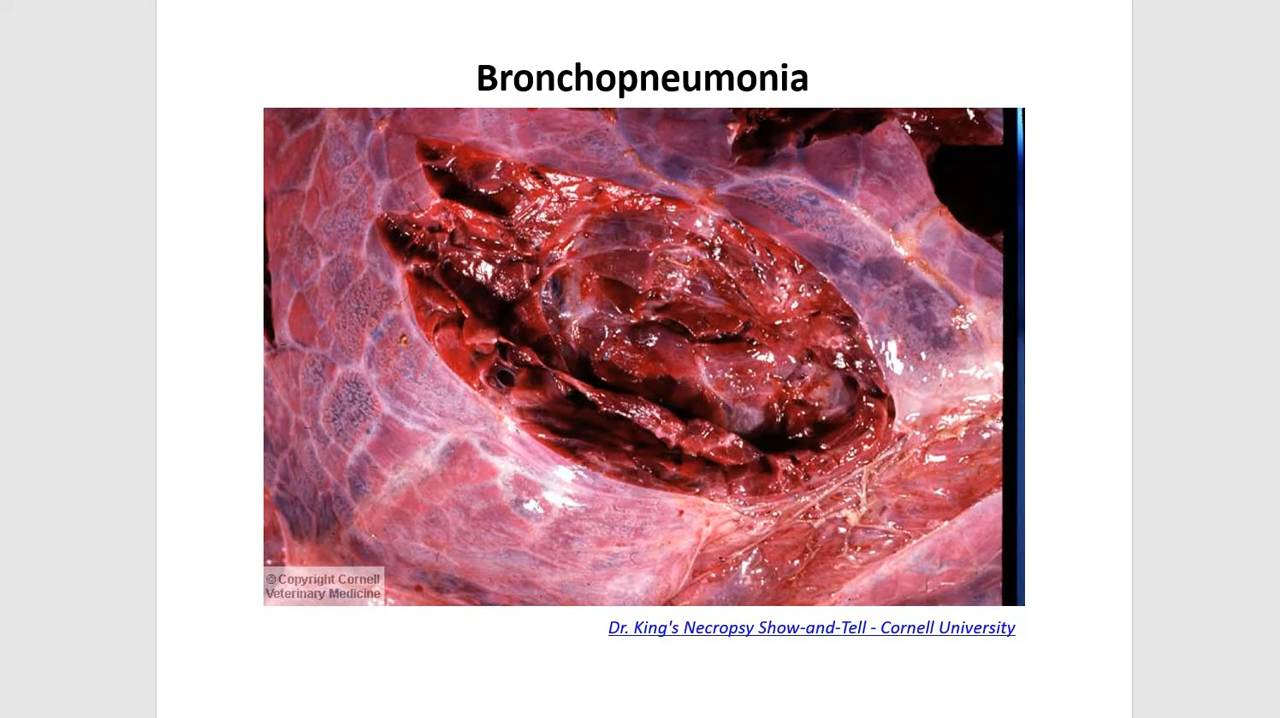 Bronchopneumonia
© Copyright Cornell
Veterinary Medicine
Dr. King's Necropsy Show-and-Tell - Cornell University